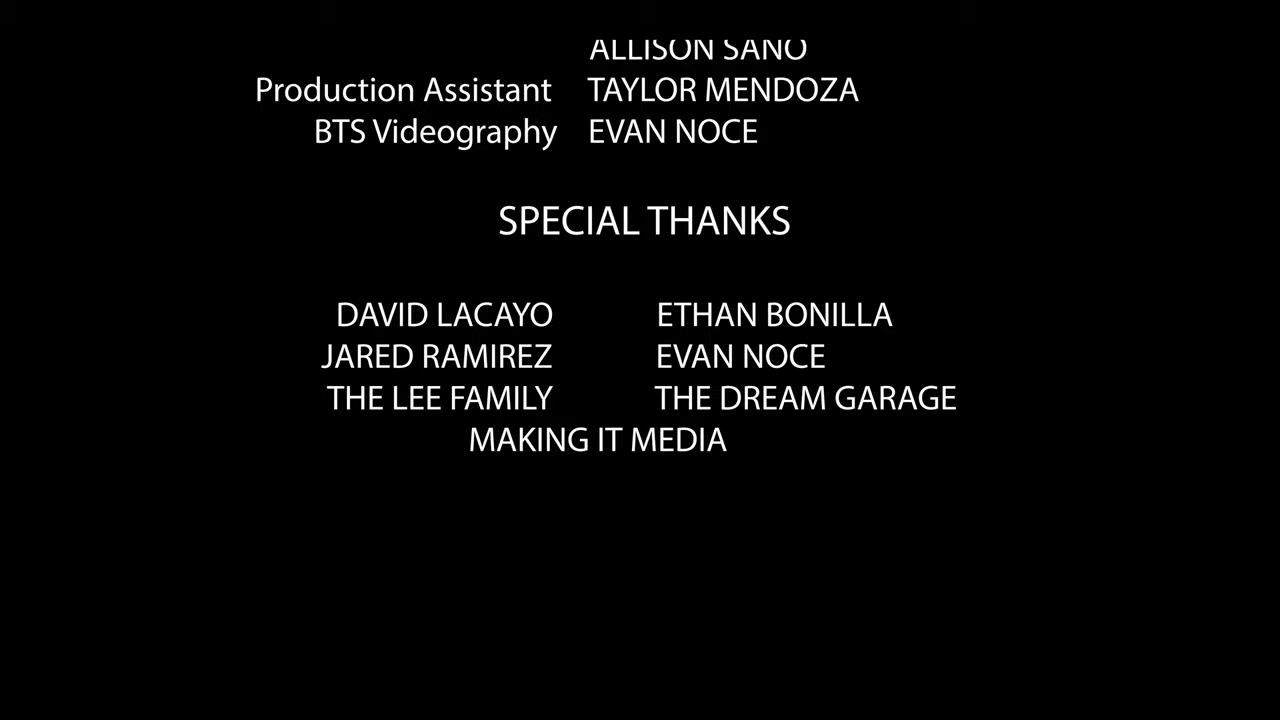 ALLISON SANO
Production Assistant TAYLOR MENDOZA
BTS Videography EVAN NOCE
SPECIAL THANKS
DAVID LACAYO ETHAN BONILLA
JARED RAMIREZ EVAN NOCE
THE LEE FAMILY THE DREAM GARAGE
MAKING IT MEDIA